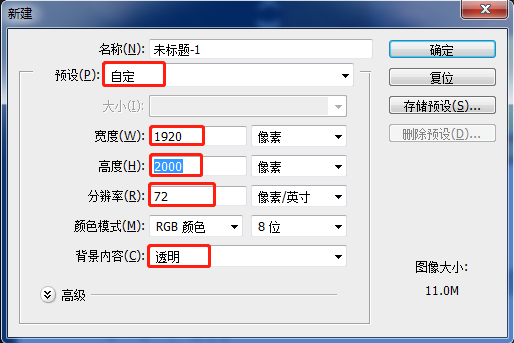 新建
名称(N): 未标题-1
确定
预设(P): 自定
复位
大小(I):
存储预设(S)...
宽度(W): 1920 像素
删除预设(D)...
高度(H): 2000 像素
分辨率(R): 72 像素/英寸
颜色模式(M): RGB 颜色 8 位
背景内容(C): 透明
图像大小:
11.0M
高级